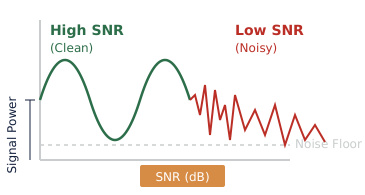 High SNR
(Clean)
Low SNR
(Noisy)
Signal Power
Noise Floor
SNR (dB)